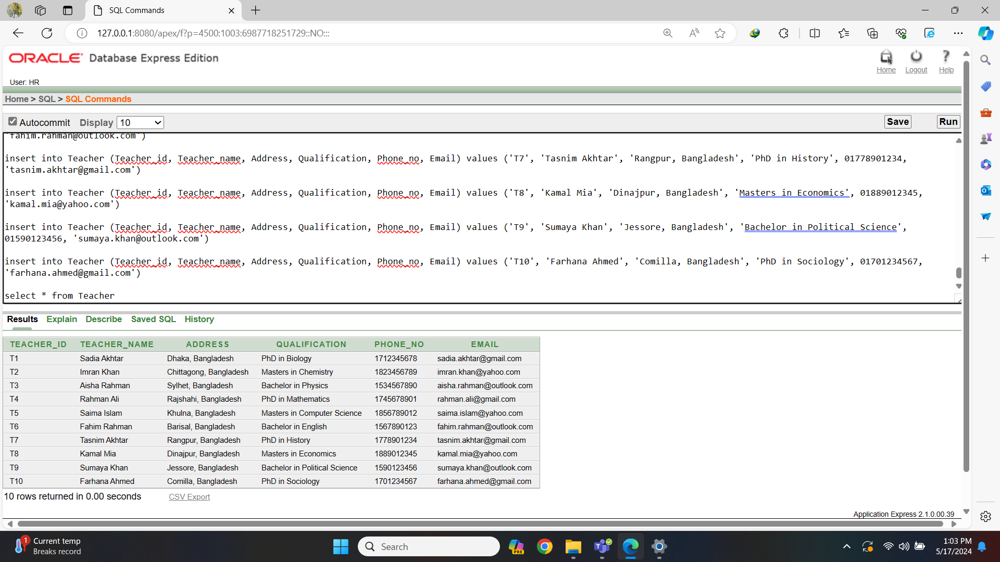 SQL Commands
127.0.0.1:8080/apex/f?p=4500:1003:6987718251729::NO:::
ORACLE Database Express Edition
Home Logout Help
User: HR
Home > SQL > SQL Commands
Autocommit Display 10 Save Run
'fahim.rahman@outlook.com')
insert into Teacher (Teacher_id, Teacher_name, Address, Qualification, Phone_no, Email) values ('T7', 'Tasnim Akhtar', 'Rangpur, Bangladesh', 'PhD in History', 01778901234,
'tasnim.akhtar@gmail.com')
insert into Teacher (Teacher_id, Teacher_name, Address, Qualification, Phone_no, Email) values ('T8', 'Kamal Mia', 'Dinajpur, Bangladesh', 'Masters in Economics', 01889012345,
'kamal.mia@yahoo.com')
insert into Teacher (Teacher_id, Teacher_name, Address, Qualification, Phone_no, Email) values ('T9', 'Sumaya Khan', 'Jessore, Bangladesh', 'Bachelor in Political Science',
01590123456, 'sumaya.khan@outlook.com')
insert into Teacher (Teacher_id, Teacher_name, Address, Qualification, Phone_no, Email) values ('T10', 'Farhana Ahmed', 'Comilla, Bangladesh', 'PhD in Sociology', 01701234567,
'farhana.ahmed@gmail.com')
select * from Teacher
Results Explain Describe Saved SQL History
TEACHER_ID TEACHER_NAME ADDRESS QUALIFICATION PHONE_NO EMAIL
T1 Sadia Akhtar Dhaka, Bangladesh PhD in Biology 1712345678 sadia.akhtar@gmail.com
T2 Imran Khan Chittagong, Bangladesh Masters in Chemistry 1823456789 imran.khan@yahoo.com
T3 Aisha Rahman Sylhet, Bangladesh Bachelor in Physics 1534567890 aisha.rahman@outlook.com
T4 Rahman Ali Rajshahi, Bangladesh PhD in Mathematics 1745678901 rahman.ali@gmail.com
T5 Saima Islam Khulna, Bangladesh Masters in Computer Science 1856789012 saima.islam@yahoo.com
T6 Fahim Rahman Barisal, Bangladesh Bachelor in English 1567890123 fahim.rahman@outlook.com
T7 Tasnim Akhtar Rangpur, Bangladesh PhD in History 1778901234 tasnim.akhtar@gmail.com
T8 Kamal Mia Dinajpur, Bangladesh Masters in Economics 1889012345 kamal.mia@yahoo.com
T9 Sumaya Khan Jessore, Bangladesh Bachelor in Political Science 1590123456 sumaya.khan@outlook.com
T10 Farhana Ahmed Comilla, Bangladesh PhD in Sociology 1701234567 farhana.ahmed@gmail.com
10 rows returned in 0.00 seconds CSV Export
Application Express 2.1.0.00.39
1 Current temp
Breaks record
Search
PRE
1:03 PM
5/17/2024